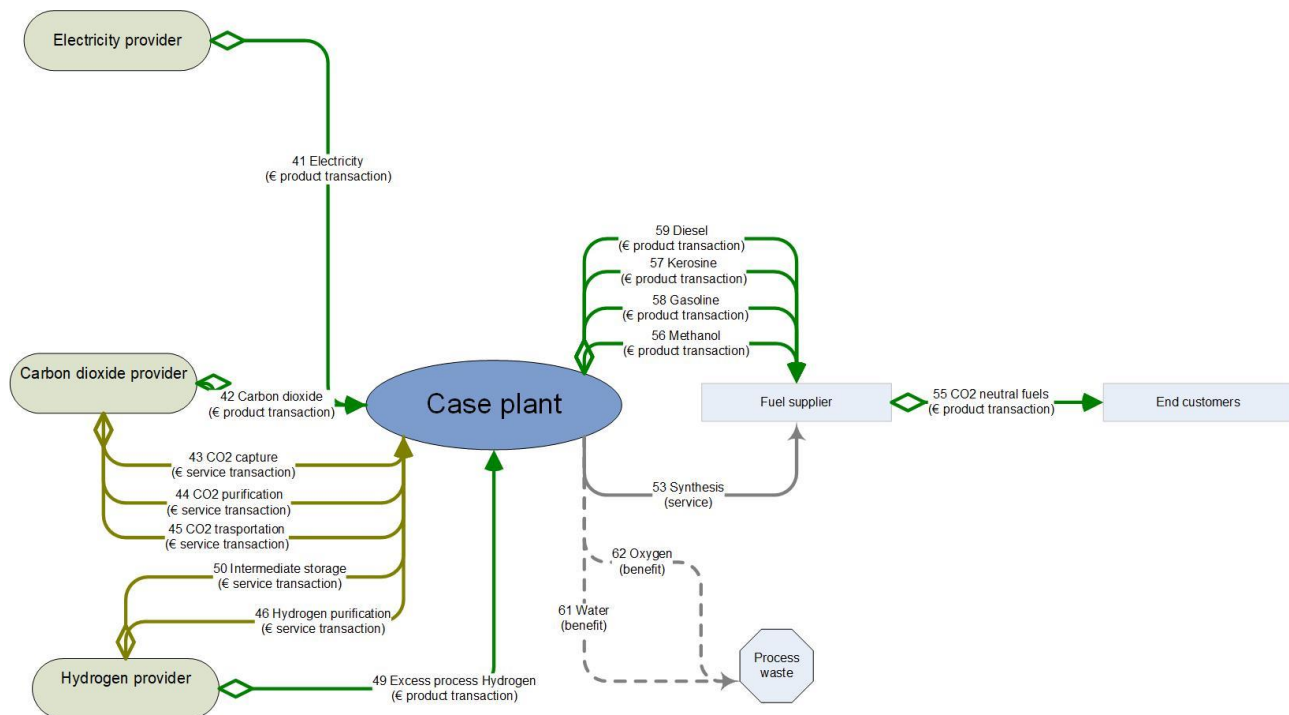 Electricity provider
41 Electricity
(€ product transaction)
59 Diesel
(€ product transaction)
57 Kerosine
(€ product transaction)
58 Gasoline
(€ product transaction)
56 Methanol
(€ product transaction)
Carbon dioxide provider
42 Carbon dioxide
(€ product transaction)
Case plant
Fuel supplier
55 CO2 neutral fuels
(€ product transaction)
End customers
43 CO2 capture
(€ service transaction)
44 CO2 purification
(€ service transaction)
45 CO2 trasportation
(€ service transaction)
53 Synthesis
(service)
50 Intermediate storage
(€ service transaction)
62 Oxygen
(benefit)
46 Hydrogen purification
(€ service transaction)
61 Water
(benefit)
Hydrogen provider
49 Excess process Hydrogen
(€ product transaction)
Process
waste